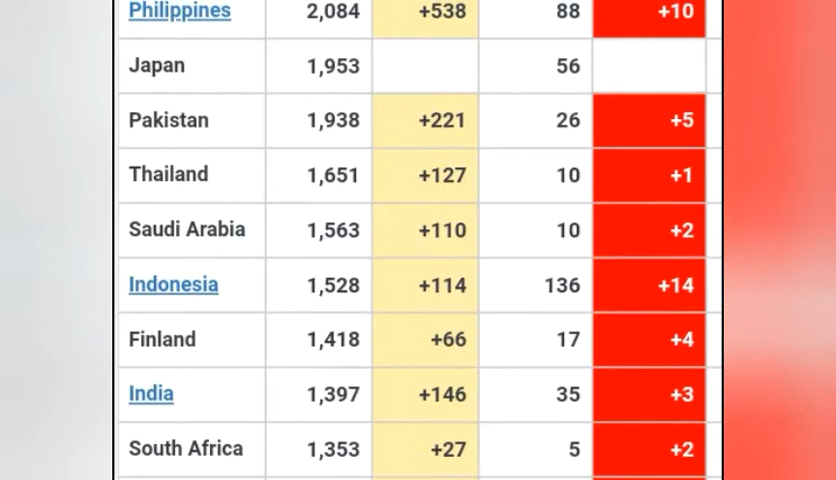 Philippines 2,084 +538 88 +10
Japan 1,953 56
Pakistan 1,938 +221 26 +5
Thailand 1,651 +127 10 +1
Saudi Arabia 1,563 +110 10 +2
Indonesia 1,528 +114 136 +14
Finland 1,418 +66 17 +4
India 1,397 +146 35 +3
South Africa 1,353 +27 5 +2